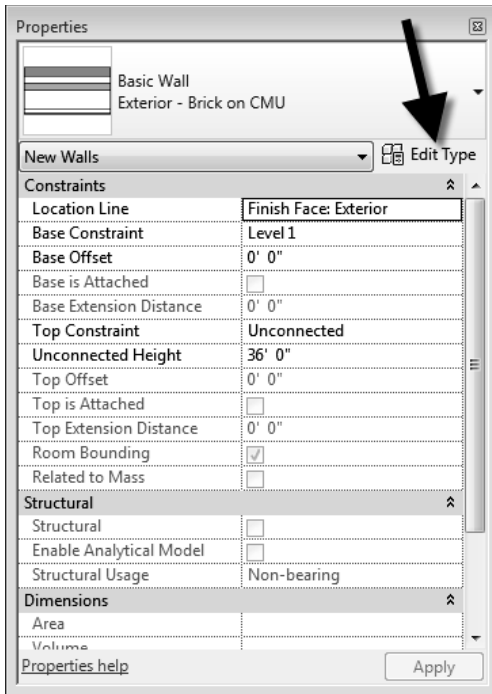 Properties
Basic Wall
Exterior - Brick on CMU
New Walls Edit Type
Constraints
Location Line Finish Face: Exterior
Base Constraint Level 1
Base Offset 0' 0"
Base is Attached
Base Extension Distance 0' 0"
Top Constraint Unconnected
Unconnected Height 36' 0"
Top Offset 0' 0"
Top is Attached
Top Extension Distance 0' 0"
Room Bounding
Related to Mass
Structural
Structural
Enable Analytical Model
Structural Usage Non-bearing
Dimensions
Area
Volume
Properties help Apply